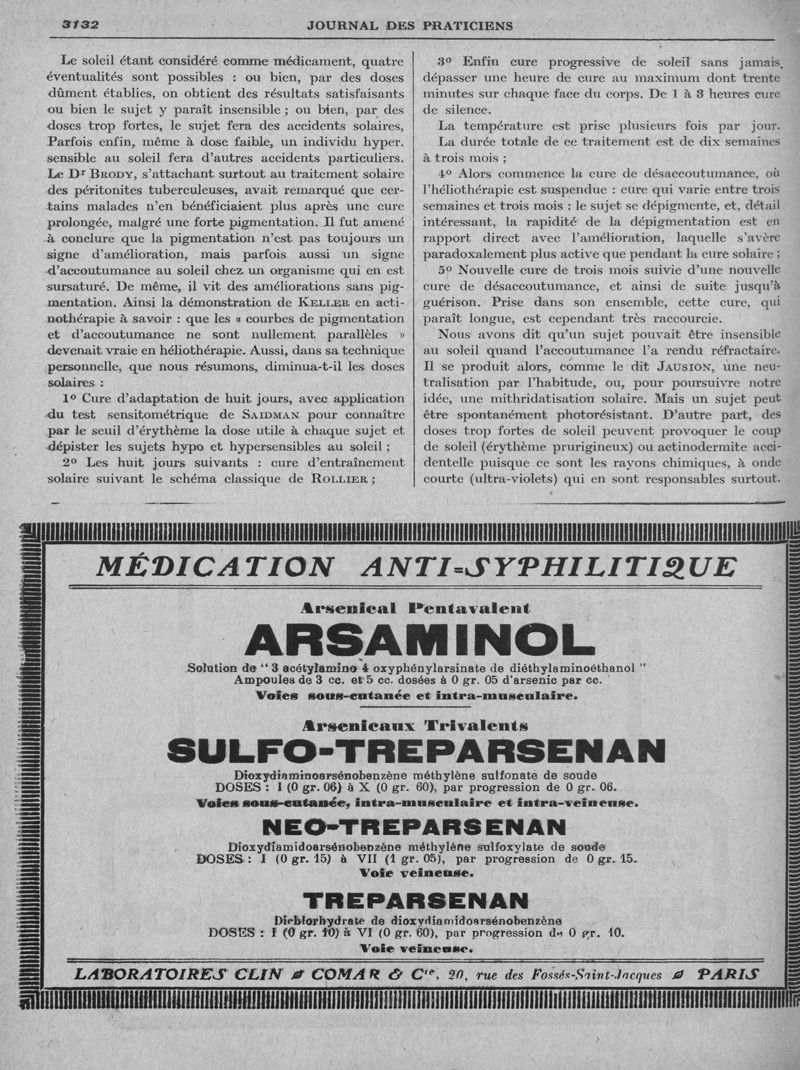 3132
JOURNAL DES PRATICIENS
Le soleil étant considéré comme médicament, quatre
éventualités sont possibles : ou bien, par des doses
dûment établies, on obtient des résultats satisfaisants
ou bien le sujet y paraît insensible ; ou bien, par des
doses trop fortes, le sujet fera des accidents solaires,
Parfois enfin, même à dose faible, un individu hyper.
sensible au soleil fera d'autres accidents particuliers.
Le Dr BRODY, s'attachant surtout au traitement solaire
des péritonites tuberculeuses, avait remarqué que cer-
tains malades n'en bénéficiaient plus après une cure
prolongée, malgré une forte pigmentation. Il fut amené
à conclure que la pigmentation n'est pas toujours un
signe d'amélioration, mais parfois aussi un signe
d'accoutumance au soleil chez un organisme qui en est
sursaturé. De même, il vit des améliorations sans pig-
mentation. Ainsi la démonstration de KELLER en acti-
nothérapie à savoir : que les « courbes de pigmentation
et d'accoutumance ne sont nullement parallèles »
devenait vraie en héliothérapie. Aussi, dans sa technique
personnelle, que nous résumons, diminua-t-il les doses
solaires :
1º Cure d'adaptation de huit jours, avec application
du test sensitométrique de SAIDMAN pour connaître
par le seuil d'érythème la dose utile à chaque sujet et
dépister les sujets hypo et hypersensibles au soleil ;
2º Les huit jours suivants : cure d'entraînement
solaire suivant le schéma classique de ROLLIER ;
3º Enfin cure progressive de soleil sans jamais
dépasser une heure de cure au maximum dont trente
minutes sur chaque face du corps. De 1 à 3 heures cure
de silence.
La température est prise plusieurs fois par jour.
La durée totale de ce traitement est de dix semaines
à trois mois ;
4º Alors commence la cure de désaccoutumance, où
l'héliothérapie est suspendue : cure qui varie entre trois
semaines et trois mois : le sujet se dépigmente, et, détail
intéressant, la rapidité de la dépigmentation est en
rapport direct avec l'amélioration, laquelle s'avère
paradoxalement plus active que pendant la cure solaire ;
5º Nouvelle cure de trois mois suivie d'une nouvelle
cure de désaccoutumance, et ainsi de suite jusqu'à
guérison. Prise dans son ensemble, cette cure, qui
paraît longue, est cependant très raccourcie.
Nous avons dit qu'un sujet pouvait être insensible
au soleil quand l'accoutumance l'a rendu réfractaire.
Il se produit alors, comme le dit JAUSION, une neu-
tralisation par l'habitude, ou, pour poursuivre notre
idée, une mithridatisation solaire. Mais un sujet peut
être spontanément photorésistant. D'autre part, des
doses trop fortes de soleil peuvent provoquer le coup
de soleil (érythème prurigineux) ou actinodermite acci-
dentelle puisque ce sont les rayons chimiques, à onde
courte (ultra-violets) qui en sont responsables surtout.
MÉDICATION ANTI-SYPHILITIQUE
Arsenical Pentavalent
ARSAMINOL
Solution de " 3 acétylamino 4 oxyphénylarsinate de diéthylaminoéthanol "
Ampoules de 3 cc. et 5 cc. dosées à 0 gr. 05 d'arsenic par cc.
Voies sous-cutanée et intra-musculaire.
Arsenicaux Trivalents
SULFO-TREPARSENAN
Dioxydiaminoarsénobenzène méthylène sulfonate de soude
DOSES : I (0 gr. 06) à X (0 gr. 60), par progression de 0 gr. 06.
Voies sous-cutanée, intra-musculaire et intra-veineuse.
NEO-TREPARSENAN
Dioxydiamidoarsénobenzène méthylène sulfoxylate de soude
DOSES : I (0 gr. 15) à VII (1 gr. 05), par progression de 0 gr. 15.
Voie veineuse.
TREPARSENAN
Dichlorhydrate de dioxydiamidoarsénobenzène
DOSES : I (0 gr. 10) à VI (0 gr. 60), par progression de 0 gr. 10.
Voie veineuse.
LABORATOIRES CLIN COMAR & Cie, 20, rue des Fossés-Saint-Jacques PARIS